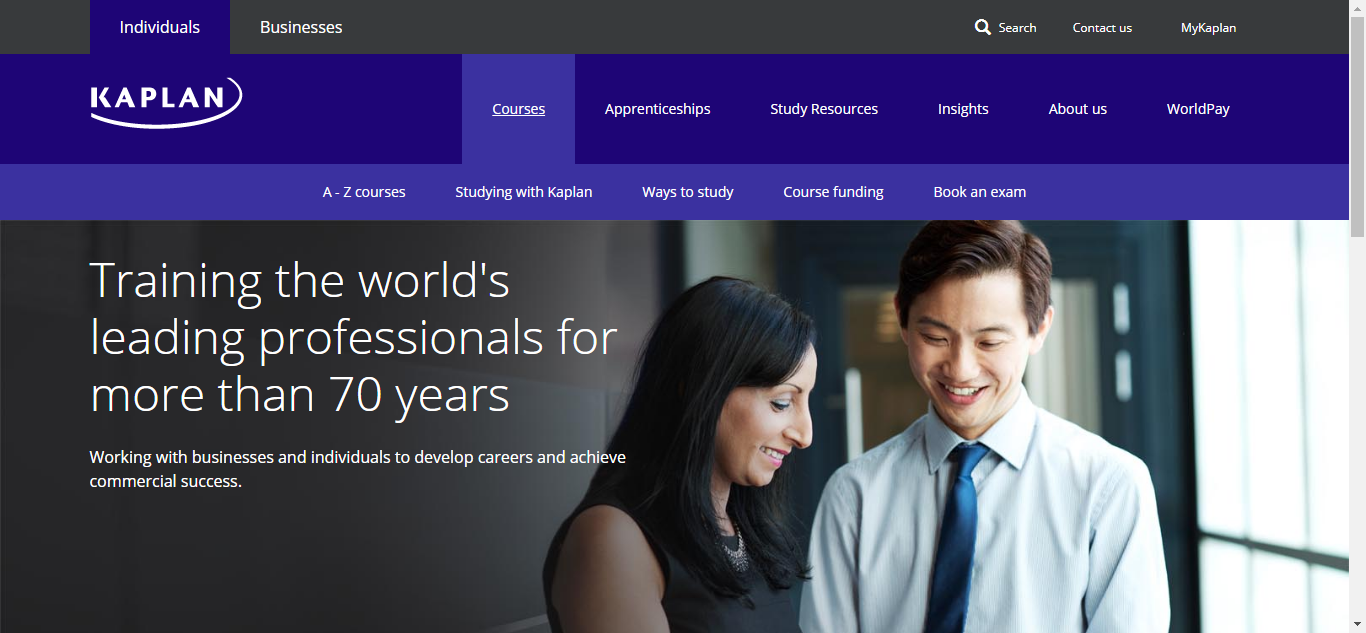 Individuals
Businesses
Search
Contact us
MyKaplan
KAPLAN
Courses
Apprenticeships
Study Resources
Insights
About us
WorldPay
A - Z courses
Studying with Kaplan
Ways to study
Course funding
Book an exam
Training the world's
leading professionals for
more than 70 years
Working with businesses and individuals to develop careers and achieve
commercial success.